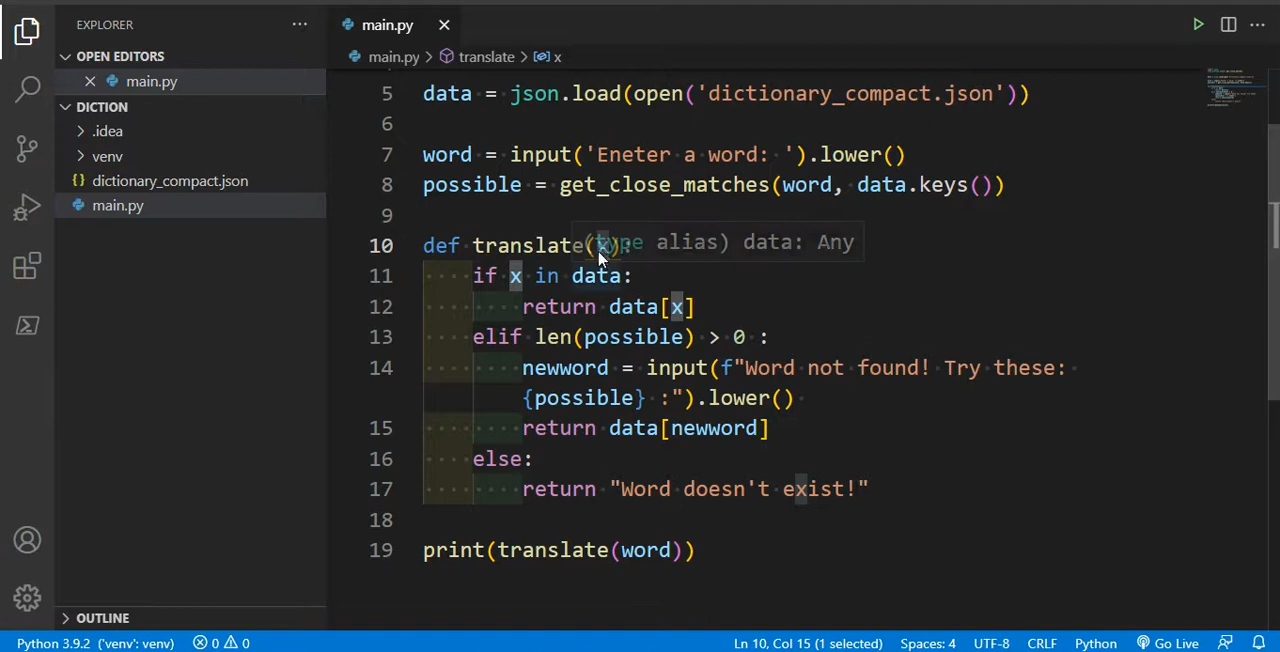 EXPLORER
main.py
OPEN EDITORS
main.py
main.py > translate > x
DICTION
.idea
venv
dictionary_compact.json
main.py
5 data = json.load(open('dictionary_compact.json'))
6
7 word = input('Eneter a word: ').lower()
8 possible = get_close_matches(word, data.keys())
9
(type alias) data: Any
10 def translate(x):
11 if x in data:
12 return data[x]
13 elif len(possible) > 0 :
14 newword = input(f"Word not found! Try these:
{possible} :").lower()
15 return data[newword]
16 else:
17 return "Word doesn't exist!"
18
19 print(translate(word))
OUTLINE
Python 3.9.2 ('venv': venv) 0 0 Ln 10, Col 15 (1 selected) Spaces: 4 UTF-8 CRLF Python Go Live